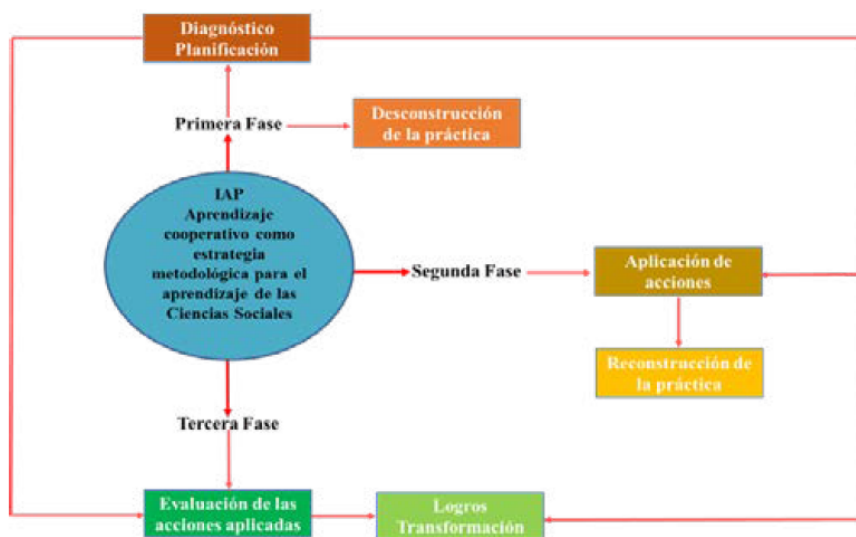 Diagnóstico
Planificación
Primera Fase
Desconstrucción
de la práctica
IAP
Aprendizaje
cooperativo como
estrategia
metodológica para el
aprendizaje de las
Ciencias Sociales
Segunda Fase
Aplicación de
acciones
Reconstrucción de
la práctica
Tercera Fase
Evaluación de las
acciones aplicadas
Logros
Transformación